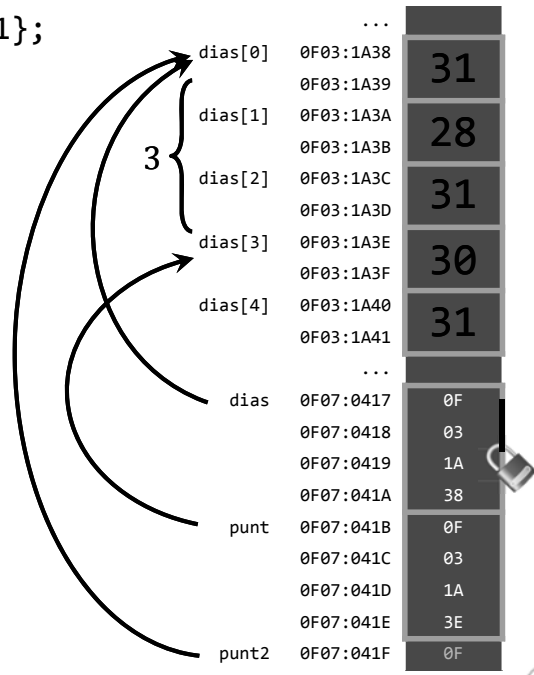 1};
...
dias[0] 0F03:1A38 31
0F03:1A39
dias[1] 0F03:1A3A 28
0F03:1A3B
3
dias[2] 0F03:1A3C 31
0F03:1A3D
dias[3] 0F03:1A3E 30
0F03:1A3F
dias[4] 0F03:1A40 31
0F03:1A41
...
dias 0F07:0417 0F
0F07:0418 03
0F07:0419 1A
0F07:041A 38
punt 0F07:041B 0F
0F07:041C 03
0F07:041D 1A
0F07:041E 3E
punt2 0F07:041F 0F